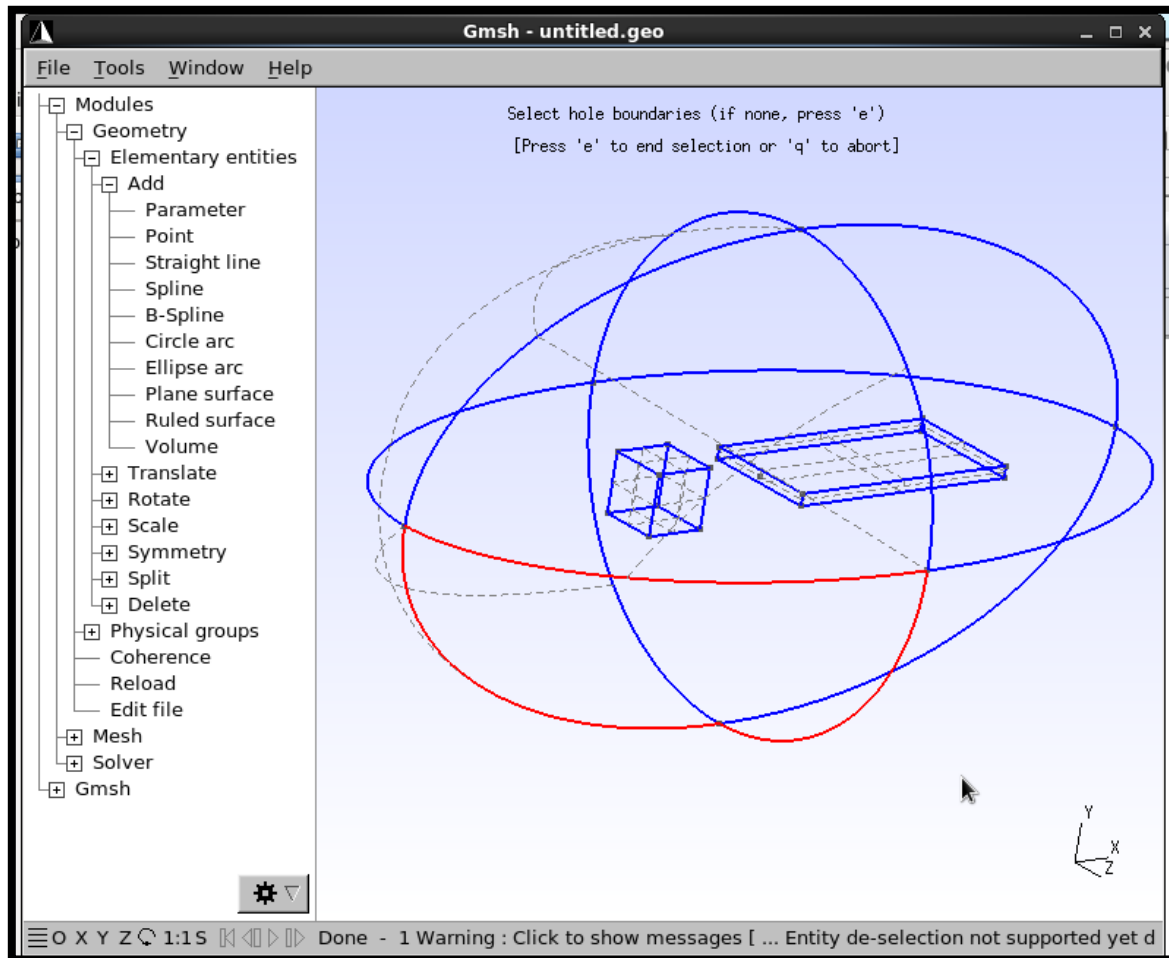 Gmsh - untitled.geo
File Tools Window Help
Select hole boundaries (if none, press 'e')
[Press 'e' to end selection or 'q' to abort]
Modules
Geometry
Elementary entities
Add
Parameter
Point
Straight line
Spline
B-Spline
Circle arc
Ellipse arc
Plane surface
Ruled surface
Volume
Translate
Rotate
Scale
Symmetry
Split
Delete
Physical groups
Coherence
Reload
Edit file
Mesh
Solver
Gmsh
Y
X
Z
O X Y Z 1:1 S Done - 1 Warning : Click to show messages [ ... Entity de-selection not supported yet d